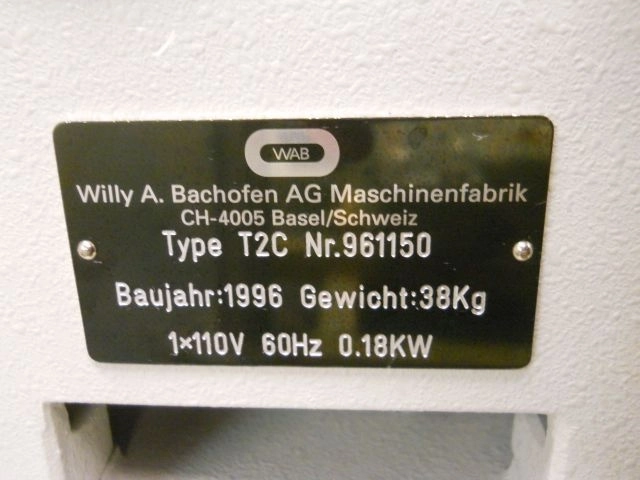 WAB
Willy A. Bachofen AG Maschinenfabrik
CH-4005 Basel/Schweiz
Type T2C Nr.961150
Baujahr:1996 Gewicht:38Kg
1×110V 60Hz 0.18KW